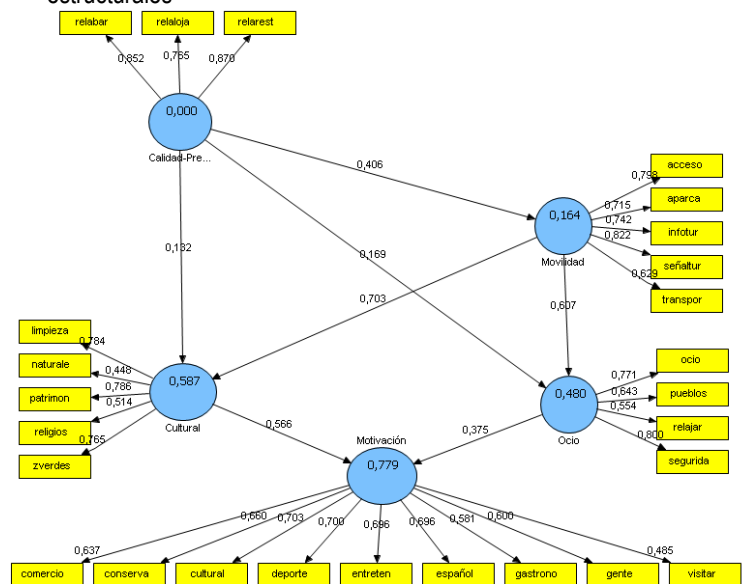 estructurales
relabar
relaloja
relarest
0,852
0,765
0,870
0,000
Calidad-Pre...
0,406
acceso
0,798
aparca
0,715
0,164
infotur
0,742
0,822
señaltur
Movilidad
0,629
transpor
0,132
0,169
0,703
0,607
limpieza
0,784
naturale
0,448
0,587
patrimon
0,786
0,514
religios
0,765
Cultural
zverdes
ocio
0,771
pueblos
0,643
0,480
0,554
relajar
0,800
Ocio
segurida
0,566
0,375
Motivación
0,779
0,637
0,660
0,703
0,700
0,696
0,696
0,581
0,600
0,485
comercio
conserva
cultural
deporte
entreten
español
gastrono
gente
visitar